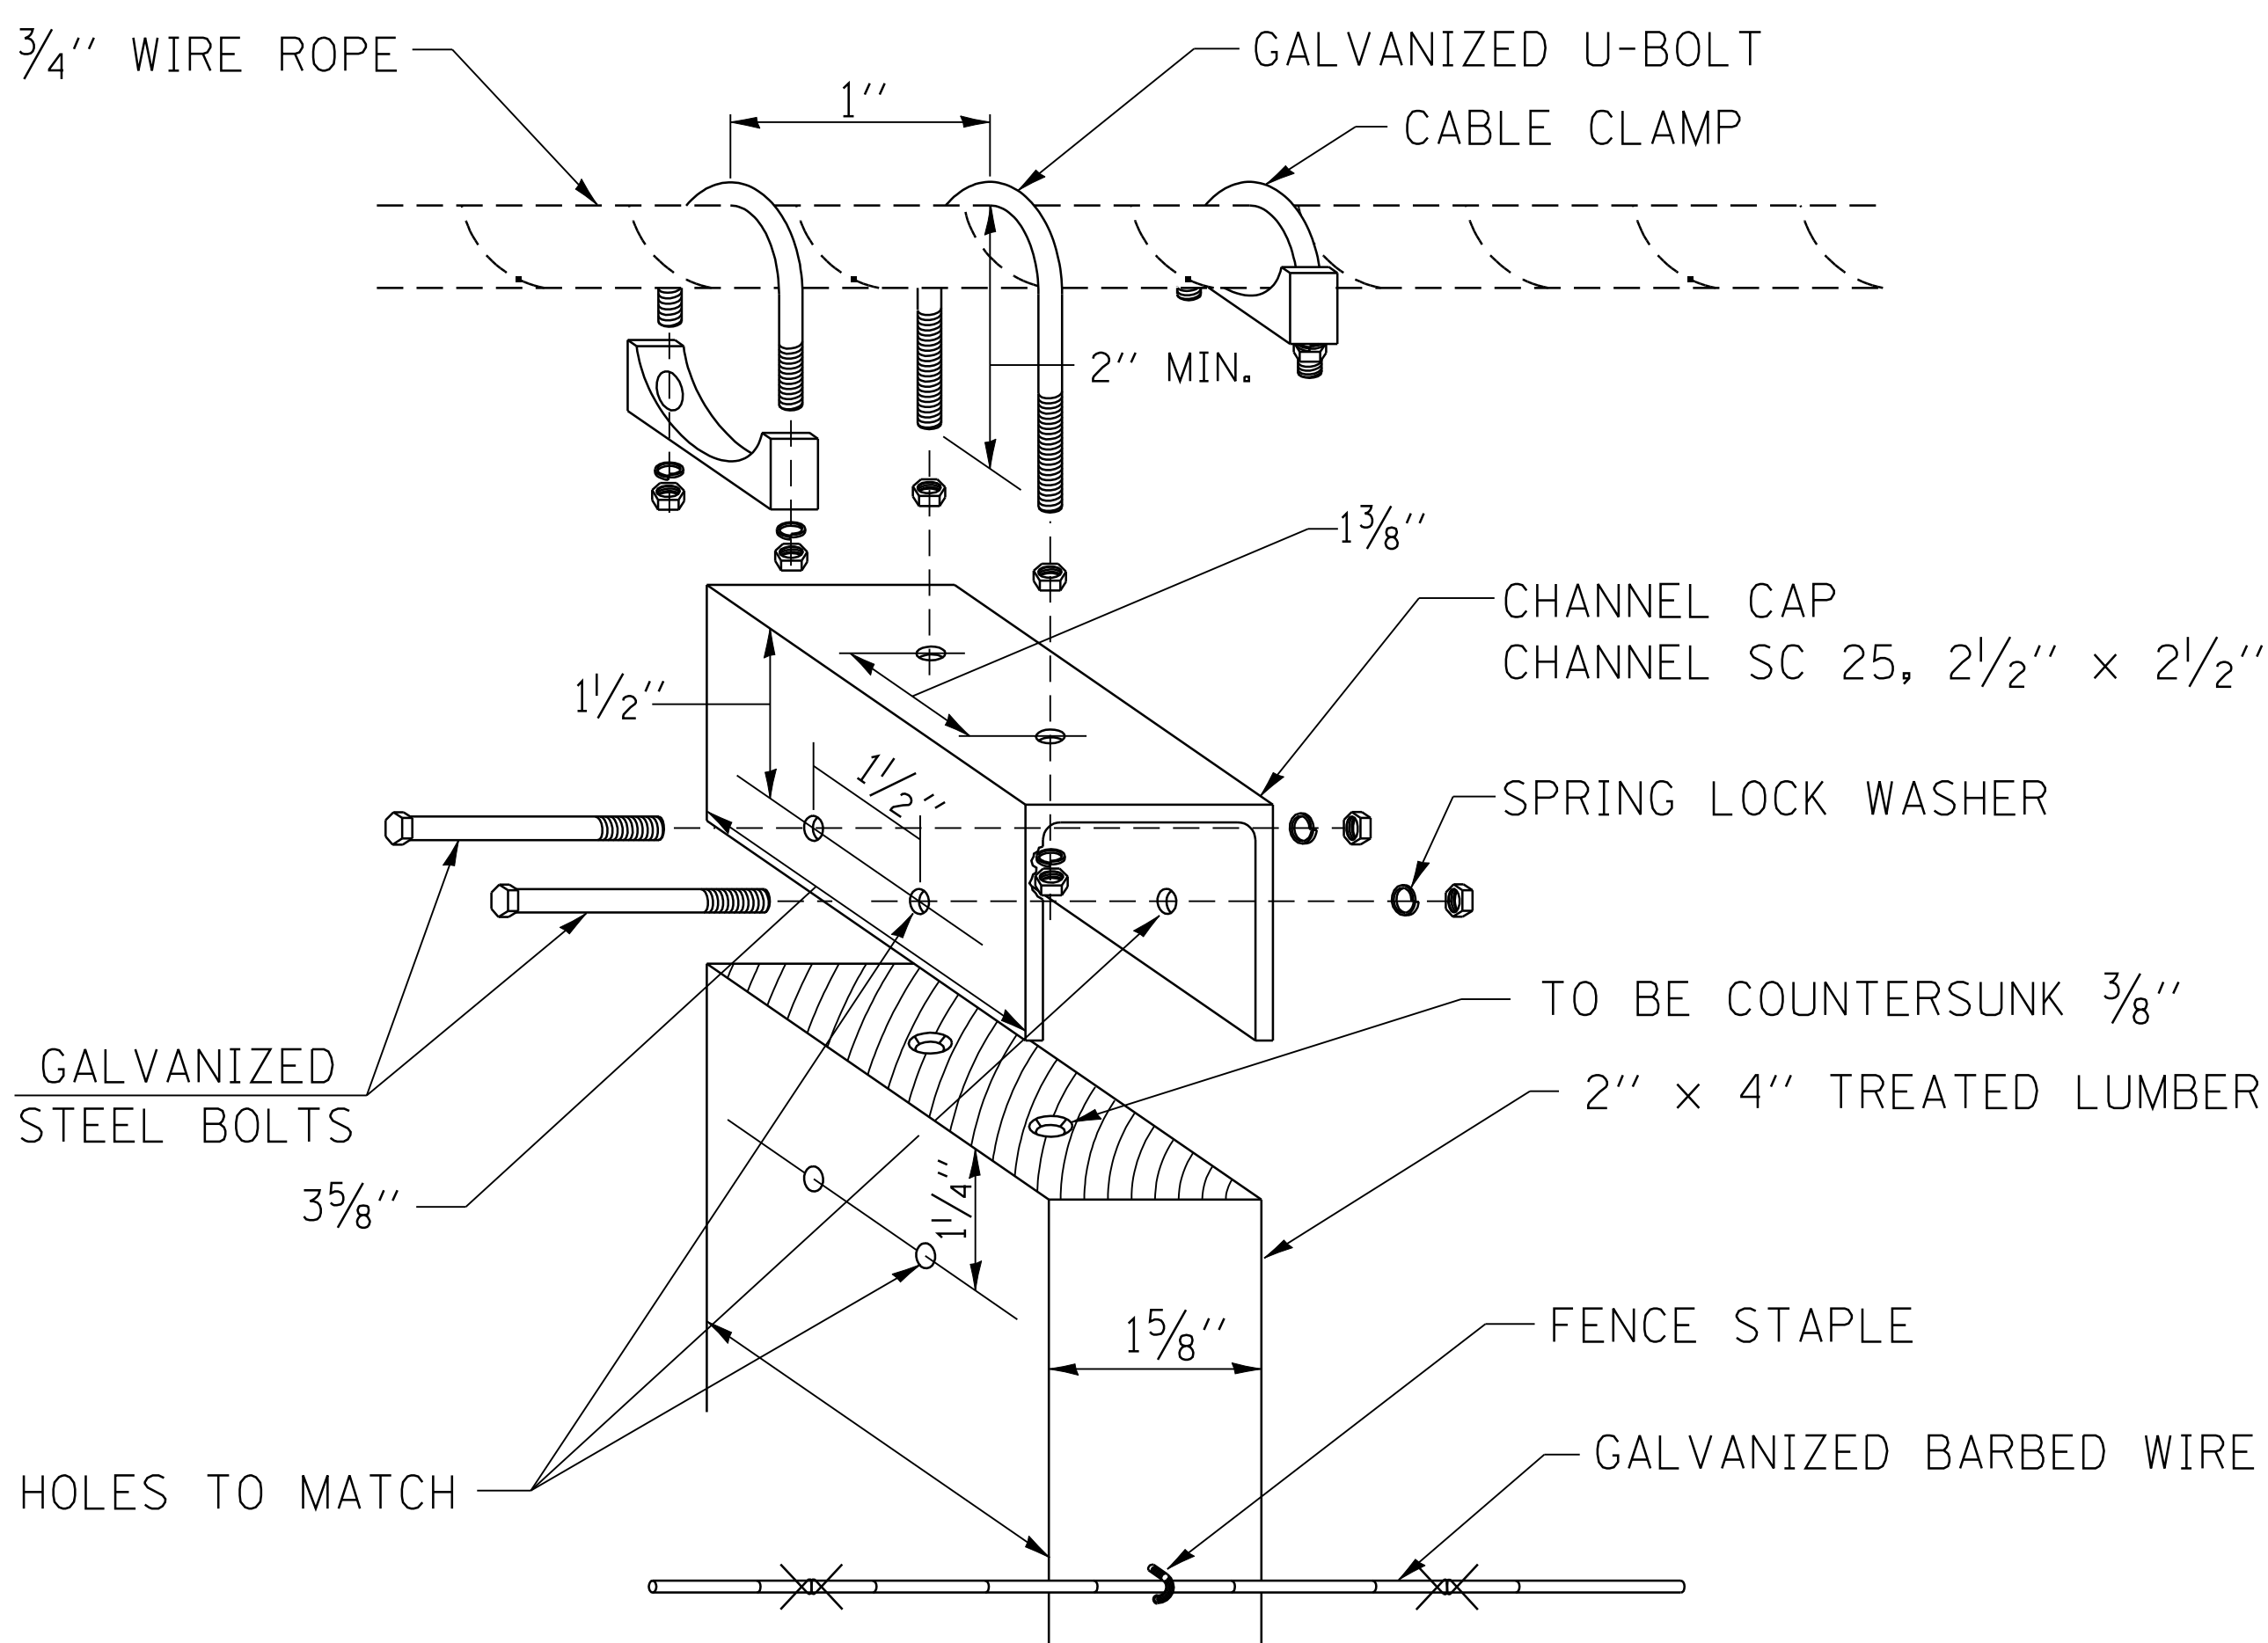 3/4" WIRE ROPE
GALVANIZED U-BOLT
1"
CABLE CLAMP
2" MIN.
1 3/8"
CHANNEL CAP
CHANNEL SC 25, 2 1/2" x 2 1/2"
1 1/2"
1 1/2"
SPRING LOCK WASHER
TO BE COUNTERSUNK 3/8"
GALVANIZED
STEEL BOLTS
2" x 4" TREATED LUMBER
3 5/8"
1 1/4"
1 5/8"
FENCE STAPLE
GALVANIZED BARBED WIRE
HOLES TO MATCH